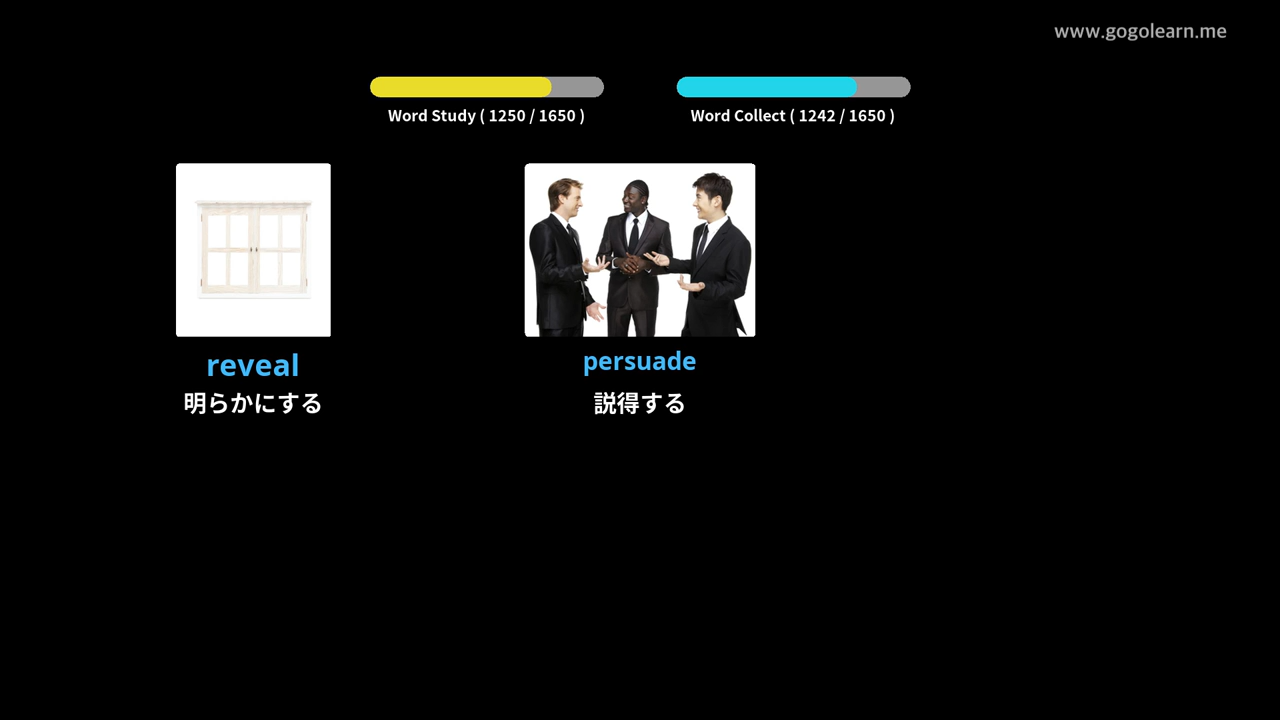 www.gogolearn.me
Word Study ( 1250 / 1650 )
Word Collect ( 1242 / 1650 )
reveal
明らかにする
persuade
説得する